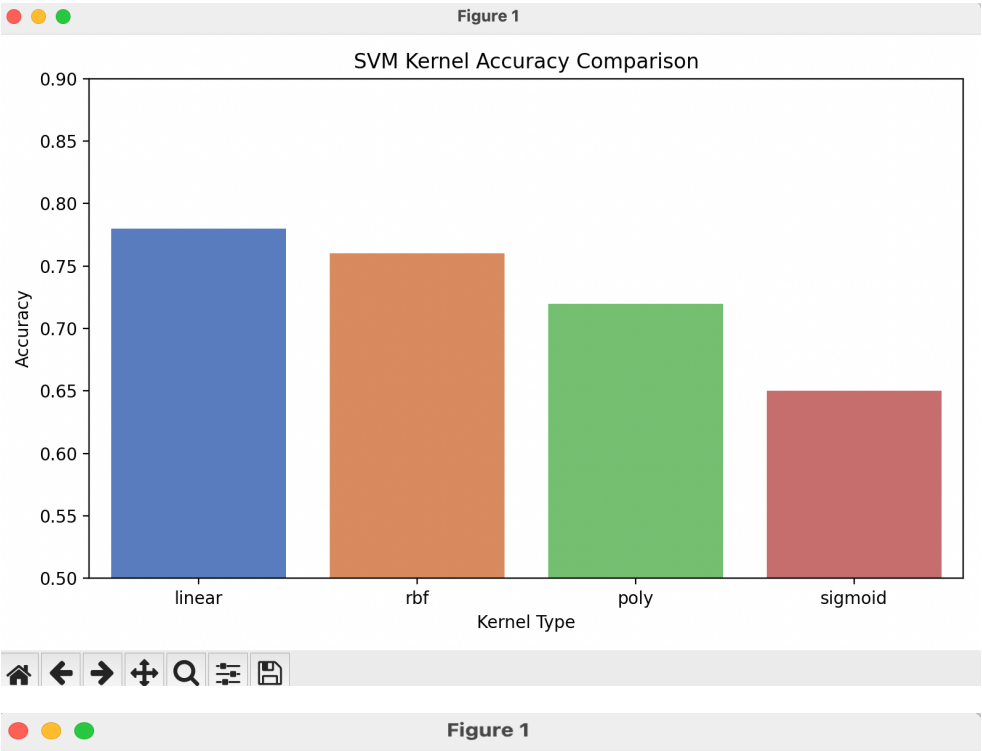 Figure 1
SVM Kernel Accuracy Comparison
0.90
0.85
0.80
0.75
0.70
0.65
0.60
0.55
0.50
Accuracy
linear rbf poly sigmoid
Kernel Type
Figure 1